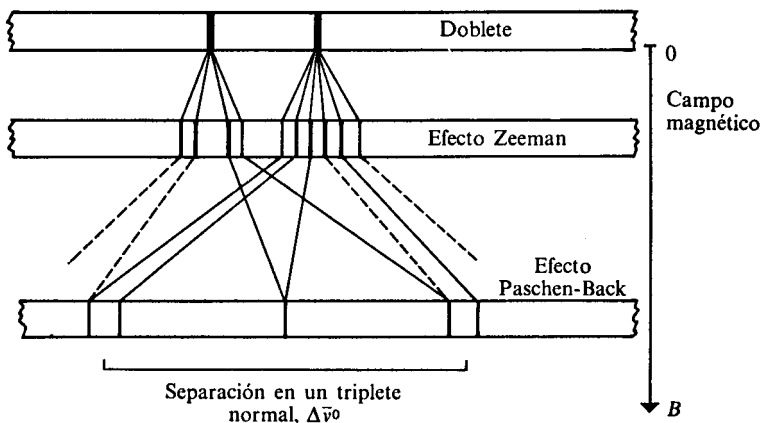 Doblete
0
Campo
magnético
Efecto Zeeman
Efecto
Paschen-Back
Separación en un triplete
normal, Δν̄⁰
B